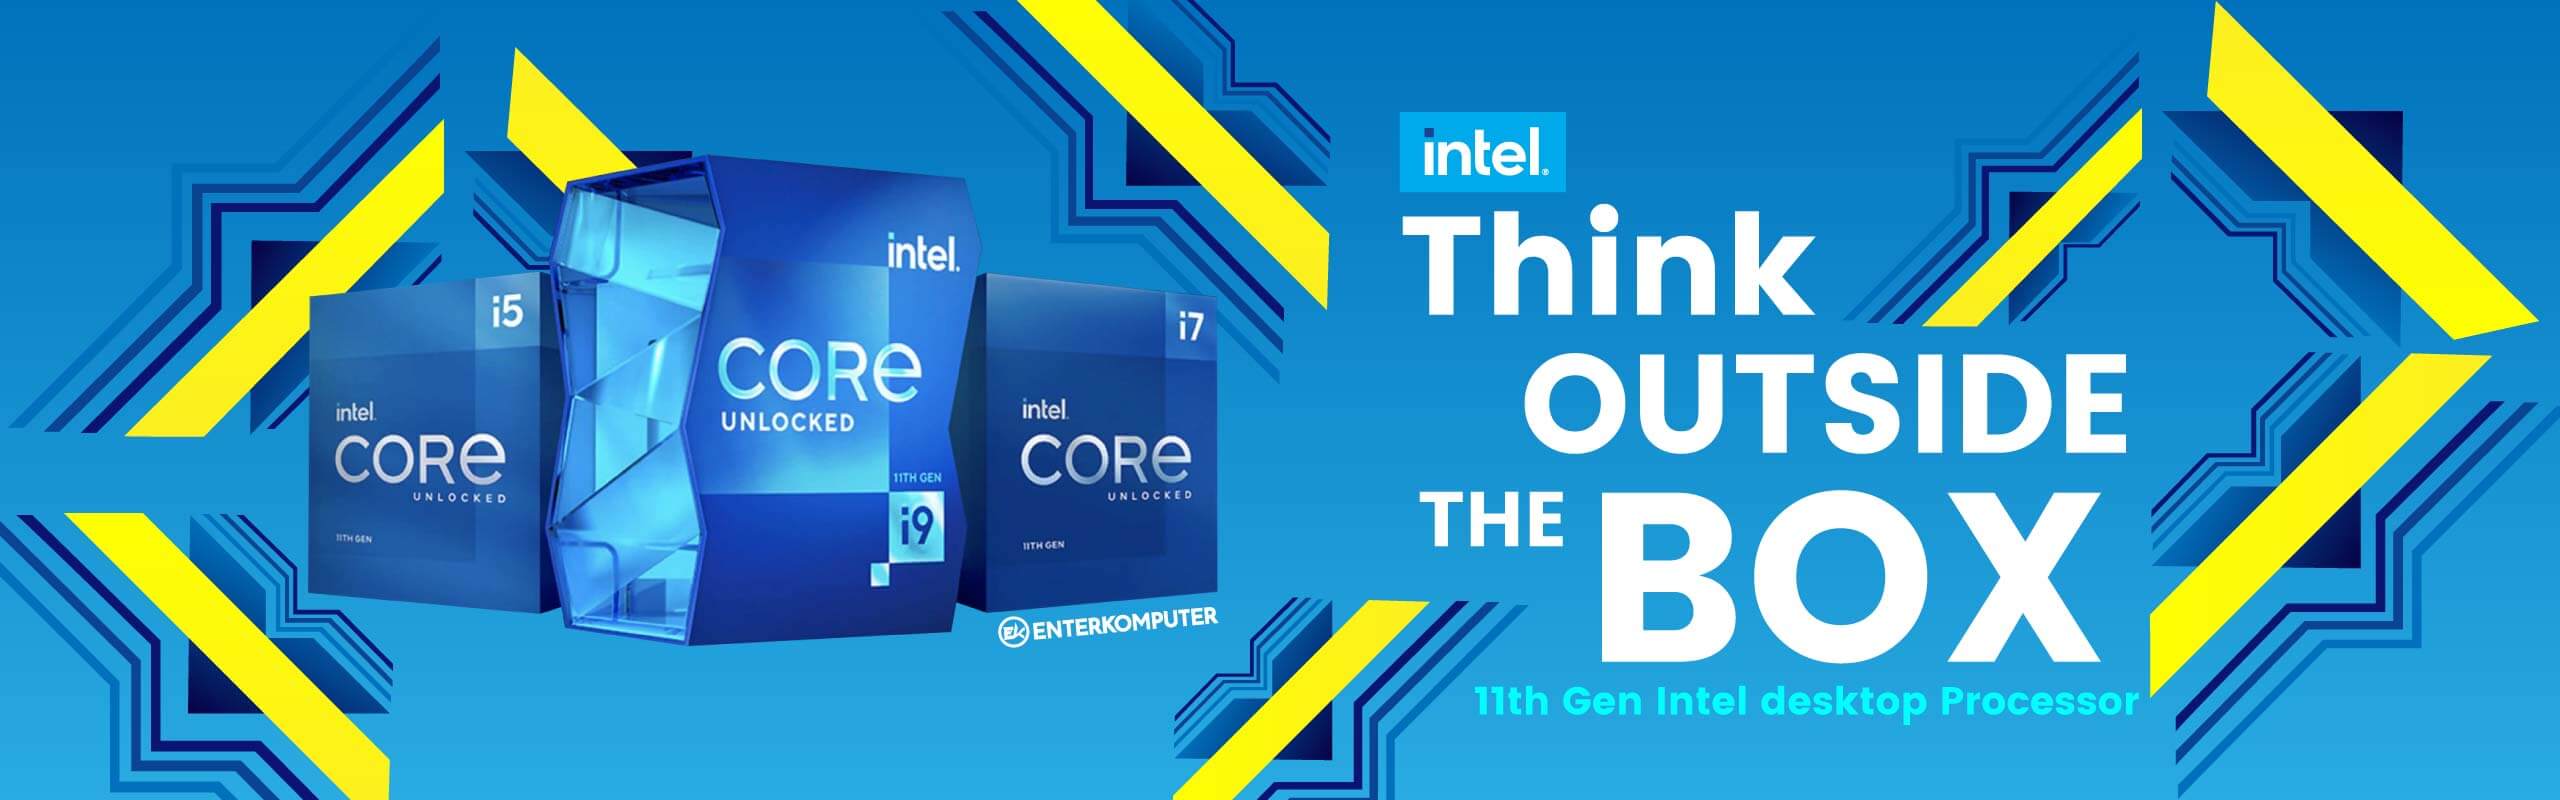 i5
intel.
CORE
UNLOCKED
11TH GEN
intel.
CORE
UNLOCKED
11TH GEN
i9
i7
intel.
CORE
UNLOCKED
11TH GEN
EK ENTERKOMPUTER
intel.
Think
OUTSIDE
THE BOX
11th Gen Intel desktop Processor